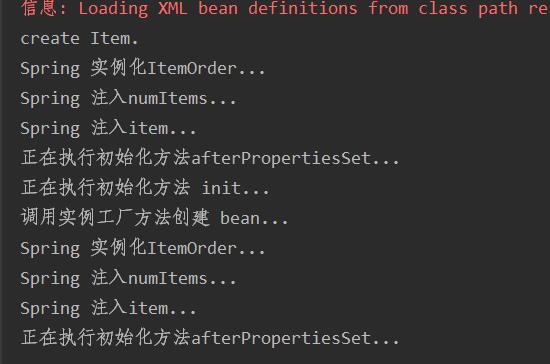 信息: Loading XML bean definitions from class path re
create Item.
Spring 实例化ItemOrder...
Spring 注入numItems...
Spring 注入item...
正在执行初始化方法afterPropertiesSet...
正在执行初始化方法 init...
调用实例工厂方法创建 bean...
Spring 实例化ItemOrder...
Spring 注入numItems...
Spring 注入item...
正在执行初始化方法afterPropertiesSet...